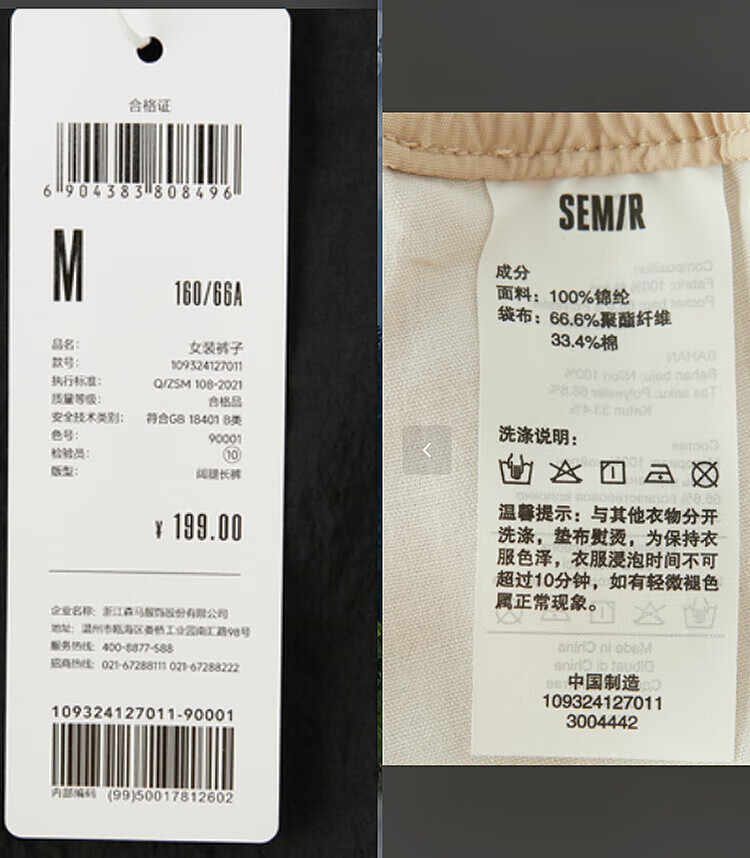 合格证
6 904383 808496
M
160/66A
品名: 女装裤子
款号: 109324127011
执行标准: Q/ZSM 108-2021
质量等级: 合格品
安全技术类别: 符合GB 18401 B类
色号: 90001
检验员: ⑩
版型: 阔腿长裤
¥ 199.00
企业名称: 浙江森马服饰股份有限公司
地址: 温州市瓯海区娄桥工业园南汇路98号
服务热线: 400-8877-588
招商热线: 021-67288111 021-67288222
109324127011-90001
内部编码 (99)50017812602
SEM/R
成分
面料: 100%锦纶
袋布: 66.6%聚酯纤维
33.4%棉
洗涤说明:
温馨提示: 与其他衣物分开
洗涤, 垫布熨烫, 为保持衣
服色泽, 衣服浸泡时间不可
超过10分钟, 如有轻微褪色
属正常现象。
中国制造
109324127011
3004442